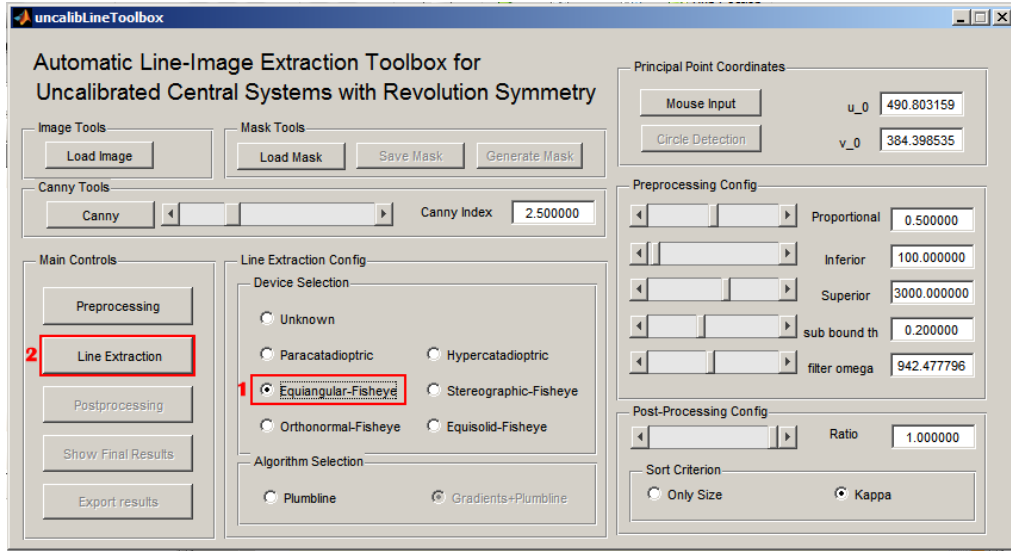 uncalibLineToolbox
Automatic Line-Image Extraction Toolbox for
Uncalibrated Central Systems with Revolution Symmetry
Image Tools
Load Image
Mask Tools
Load Mask
Save Mask
Generate Mask
Canny Tools
Canny
Canny Index
2.500000
Main Controls
Preprocessing
2
Line Extraction
Postprocessing
Show Final Results
Export results
Line Extraction Config
Device Selection
Unknown
Paracatadioptric
Hypercatadioptric
1
Equiangular-Fisheye
Stereographic-Fisheye
Orthonormal-Fisheye
Equisolid-Fisheye
Algorithm Selection
Plumbline
Gradients+Plumbline
Principal Point Coordinates
Mouse Input
u_0
490.803159
Circle Detection
v_0
384.398535
Preprocessing Config
Proportional
0.500000
Inferior
100.000000
Superior
3000.000000
sub bound th
0.200000
filter omega
942.477796
Post-Processing Config
Ratio
1.000000
Sort Criterion
Only Size
Kappa